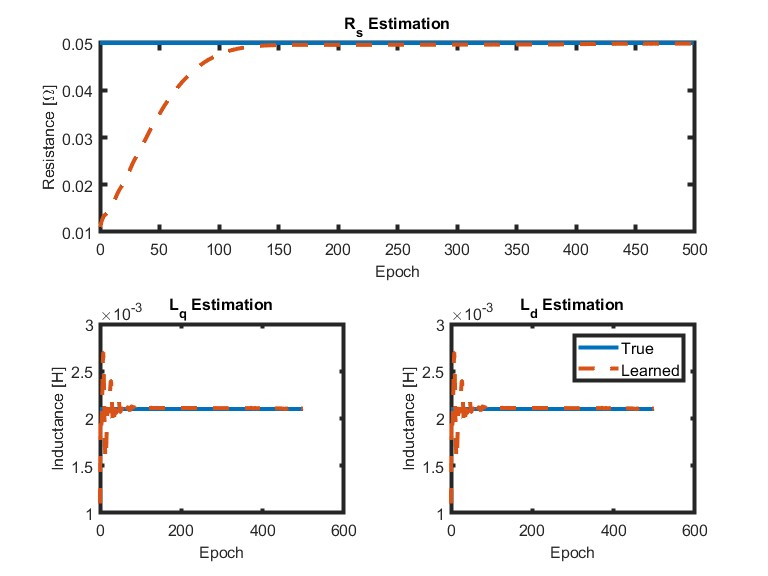 R_s Estimation
Resistance [Ω]
0.05
0.04
0.03
0.02
0.01
0 50 100 150 200 250 300 350 400 450 500
Epoch
L_q Estimation
×10^-3
Inductance [H]
3
2.5
2
1.5
1
0 200 400 600
Epoch
L_d Estimation
×10^-3
Inductance [H]
3
2.5
2
1.5
1
0 200 400 600
Epoch
True
Learned